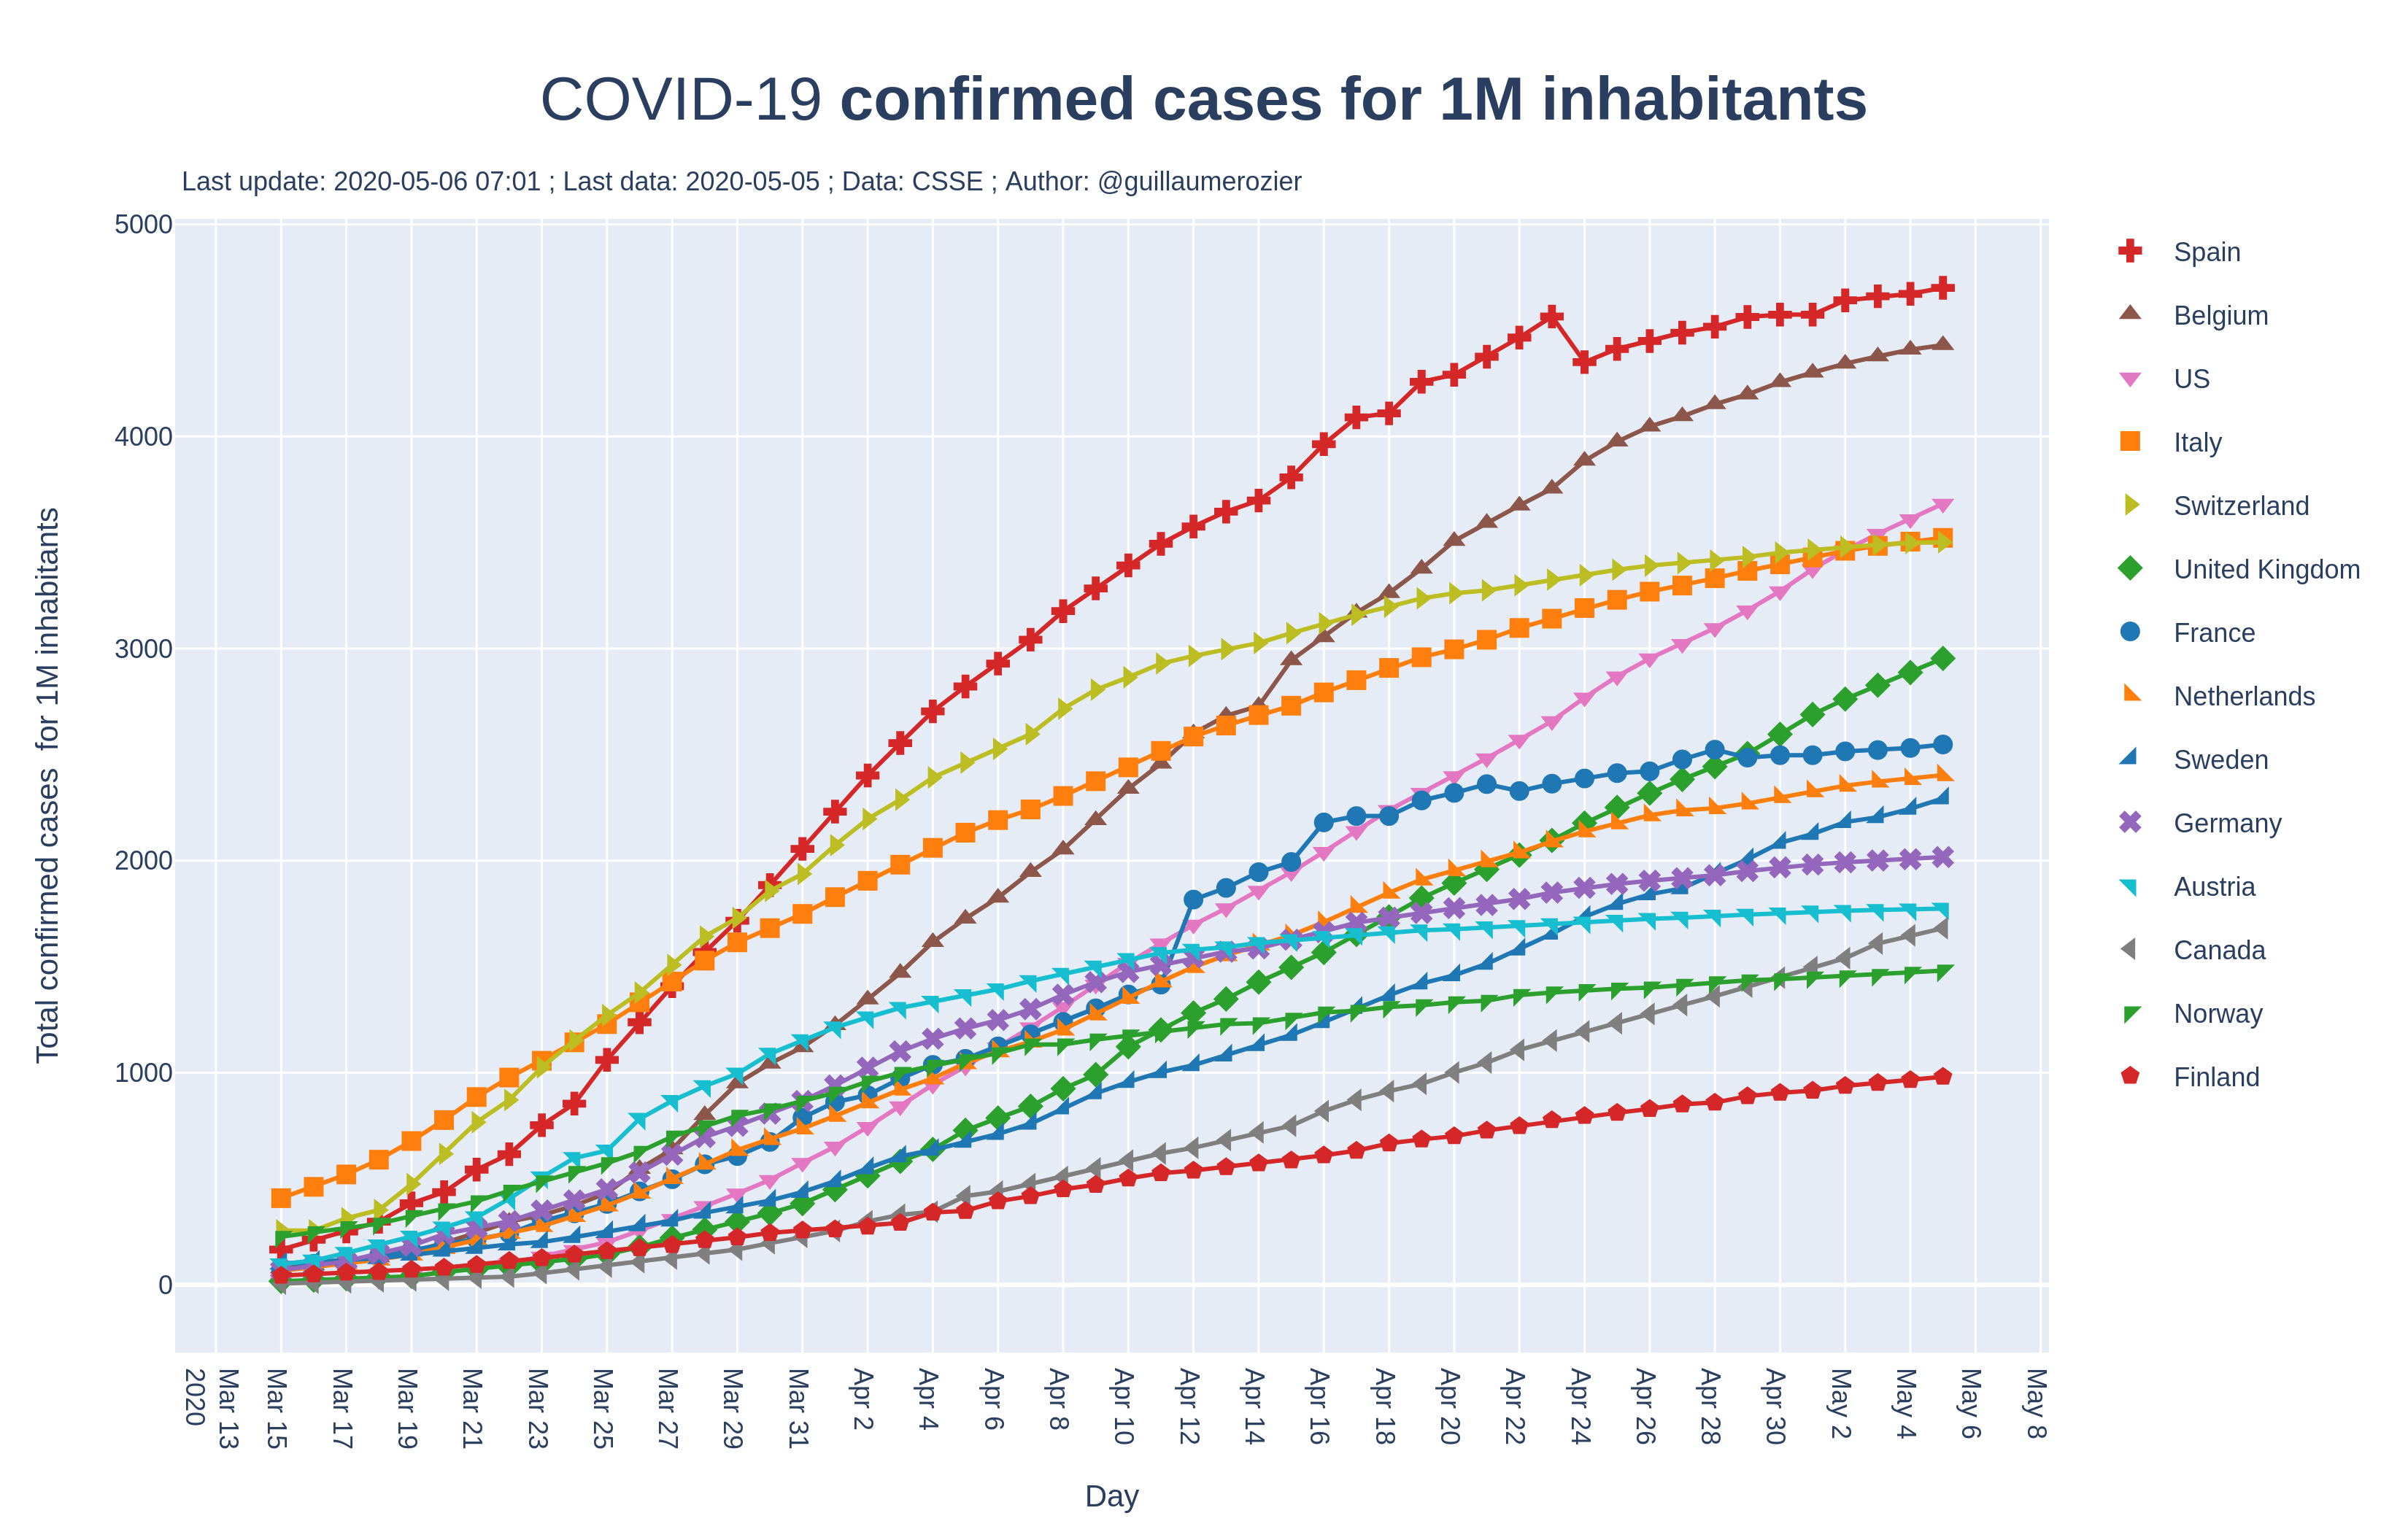 COVID-19 confirmed cases for 1M inhabitants
Last update: 2020-05-06 07:01 ; Last data: 2020-05-05 ; Data: CSSE ; Author: @guillaumerozier
Total confirmed cases for 1M inhabitants
5000
4000
3000
2000
1000
0
Mar 13
2020
Mar 15
Mar 17
Mar 19
Mar 21
Mar 23
Mar 25
Mar 27
Mar 29
Mar 31
Apr 2
Apr 4
Apr 6
Apr 8
Apr 10
Apr 12
Apr 14
Apr 16
Apr 18
Apr 20
Apr 22
Apr 24
Apr 26
Apr 28
Apr 30
May 2
May 4
May 6
May 8
Day
Spain
Belgium
US
Italy
Switzerland
United Kingdom
France
Netherlands
Sweden
Germany
Austria
Canada
Norway
Finland